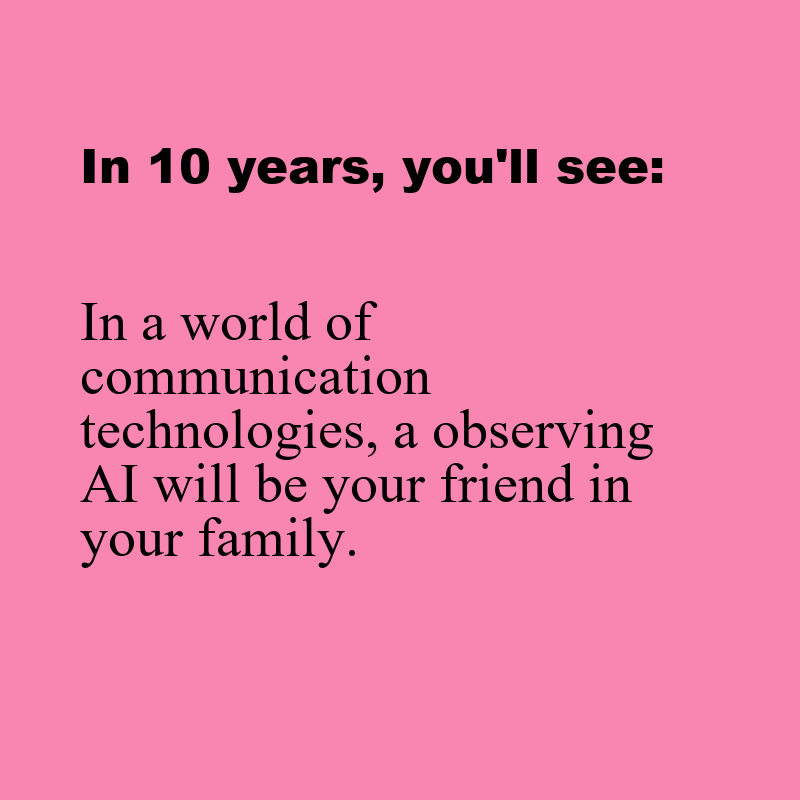 In 10 years, you'll see:
In a world of
communication
technologies, a observing
AI will be your friend in
your family.